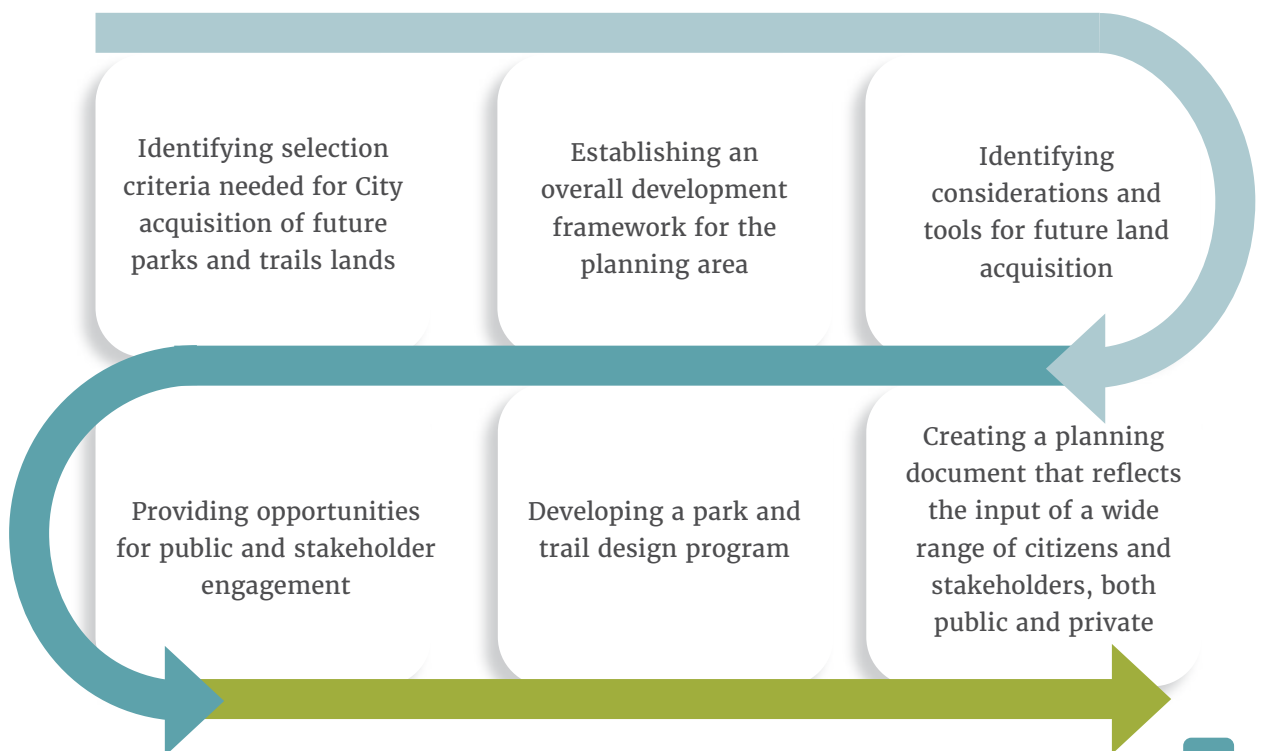 Identifying selection
criteria needed for City
acquisition of future
parks and trails lands
Establishing an
overall development
framework for the
planning area
Identifying
considerations and
tools for future land
acquisition
Providing opportunities
for public and stakeholder
engagement
Developing a park and
trail design program
Creating a planning
document that reflects
the input of a wide
range of citizens and
stakeholders, both
public and private